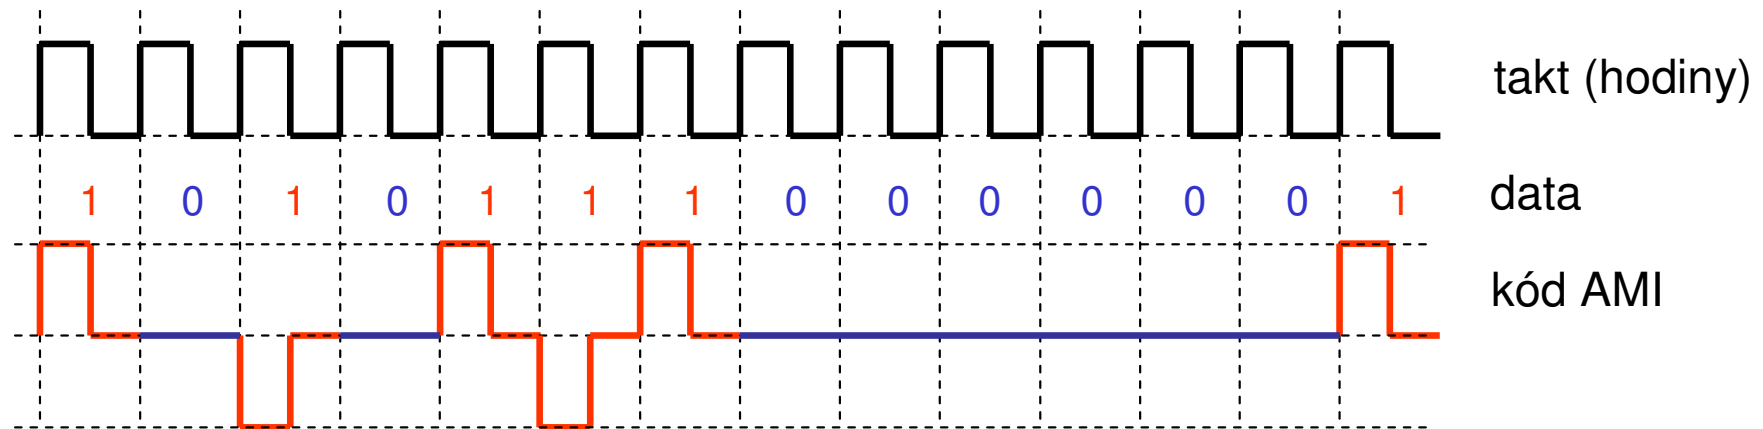 takt (hodiny)
1 0 1 0 1 1 1 0 0 0 0 0 0 1 data
kód AMI